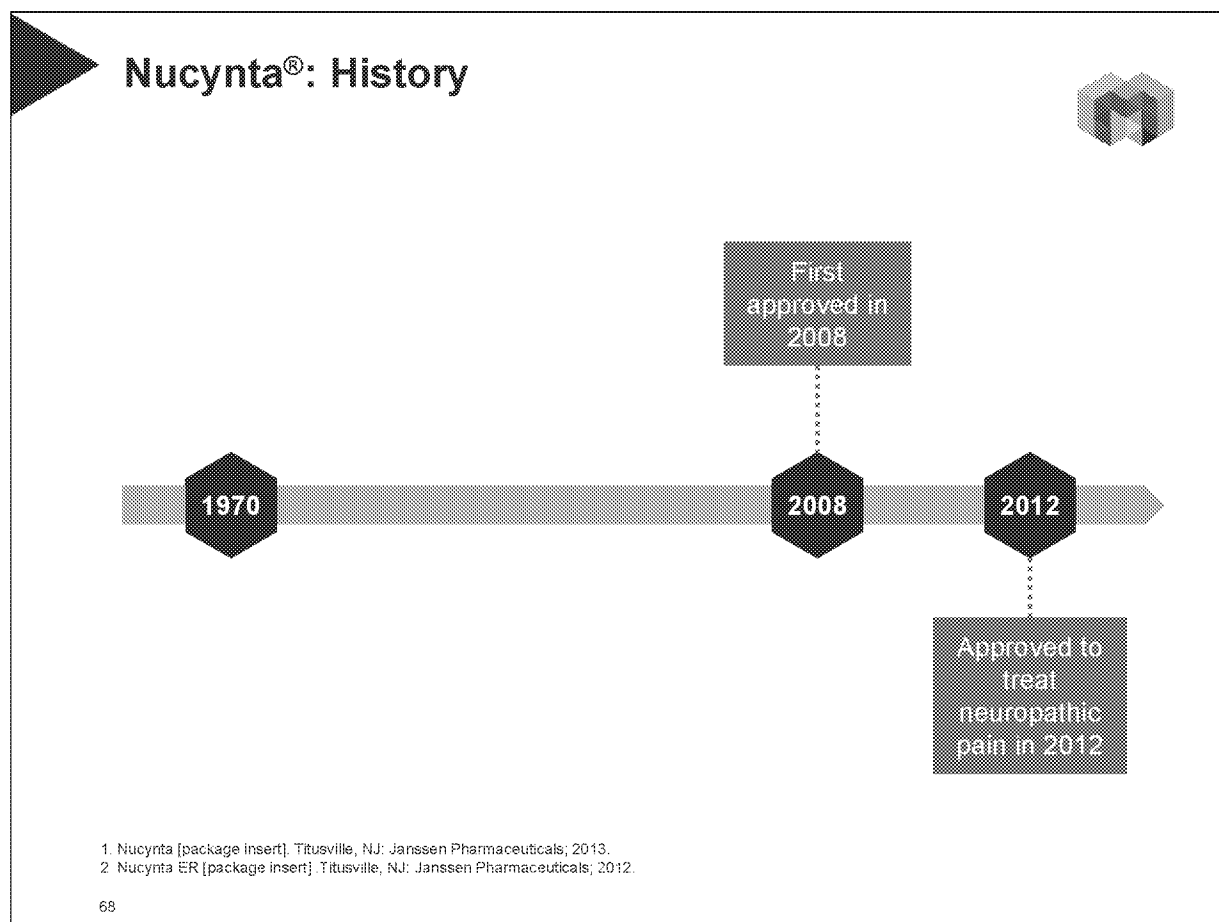 Nucynta®: History
First
approved in
2008
1970
2008
2012
Approved to
treat
neuropathic
pain in 2012
1. Nucynta [package insert]. Titusville, NJ: Janssen Pharmaceuticals; 2013.
2 Nucynta ER [package insert] .Titusville, NJ: Janssen Pharmaceuticals; 2012.
68